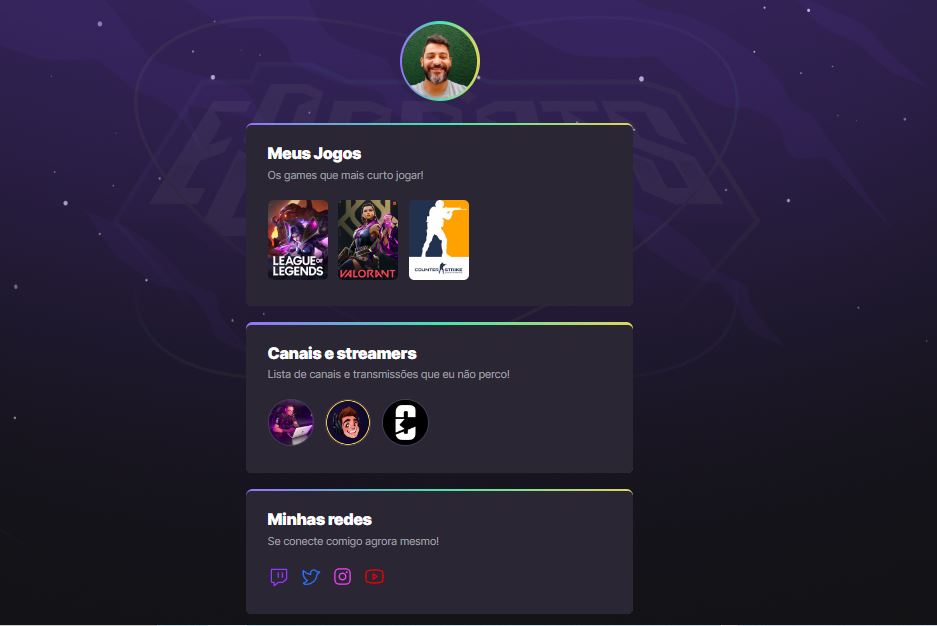 ESPORTS
Meus Jogos
Os games que mais curto jogar!
LEAGUE OF
LEGENDS
VALORANT
COUNTER STRIKE
Canais e streamers
Lista de canais e transmissões que eu não perco!
Minhas redes
Se conecte comigo agrora mesmo!